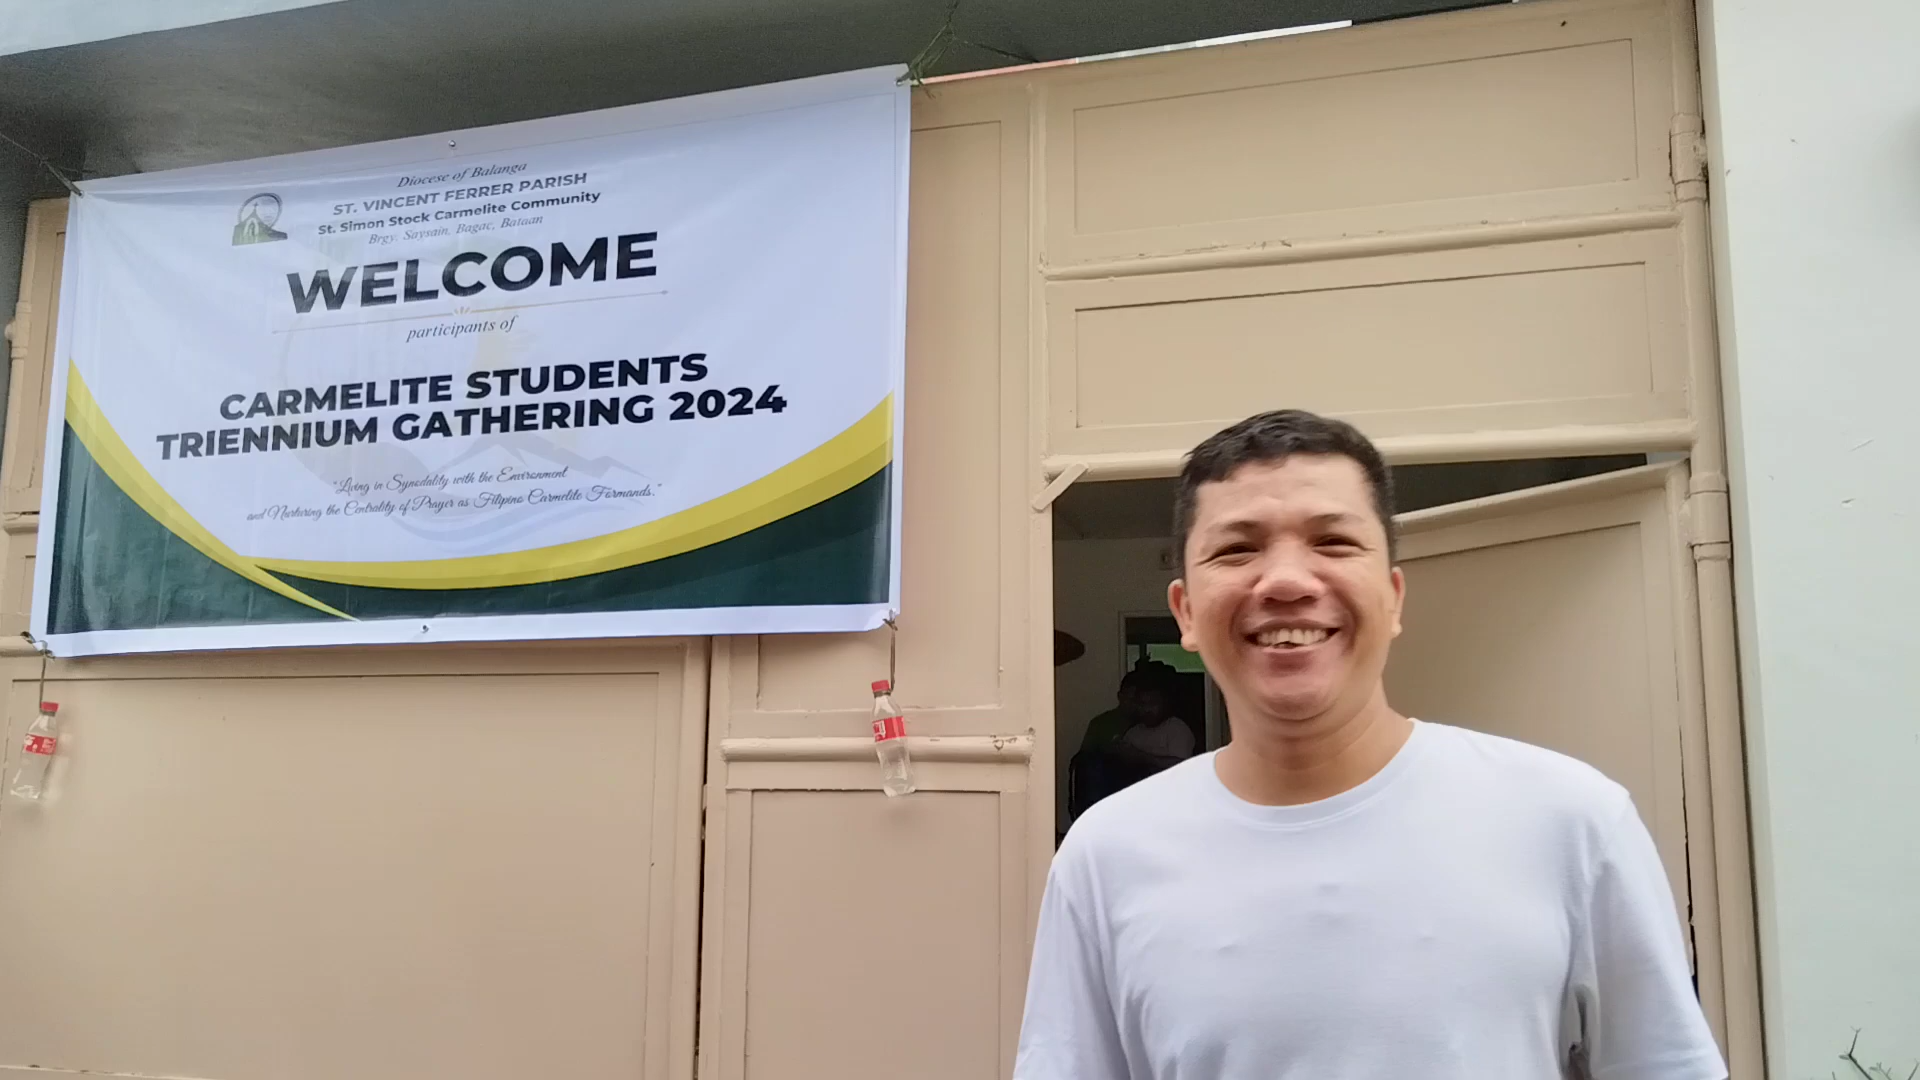 Diocese of Balanga
ST. VINCENT FERRER PARISH
St. Simon Stock Carmelite Community
Brgy. Saysain, Bagac, Bataan
WELCOME
participants of
CARMELITE STUDENTS
TRIENNIUM GATHERING 2024
"Living in Synodality with the Environment
and Nurturing the Centrality of Prayer as Filipino Carmelite Formands."